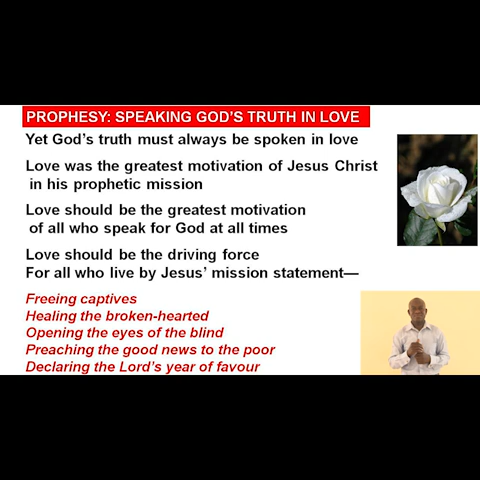 PROPHESY: SPEAKING GOD'S TRUTH IN LOVE
Yet God's truth must always be spoken in love
Love was the greatest motivation of Jesus Christ
in his prophetic mission
Love should be the greatest motivation
of all who speak for God at all times
Love should be the driving force
For all who live by Jesus' mission statement—
Freeing captives
Healing the broken-hearted
Opening the eyes of the blind
Preaching the good news to the poor
Declaring the Lord's year of favour